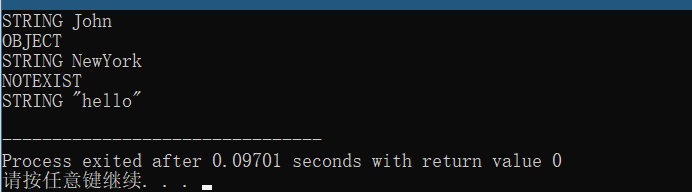 STRING John
OBJECT
STRING NewYork
NOTEXIST
STRING "hello"
--------------------------------
Process exited after 0.09701 seconds with return value 0
请按任意键继续. . .